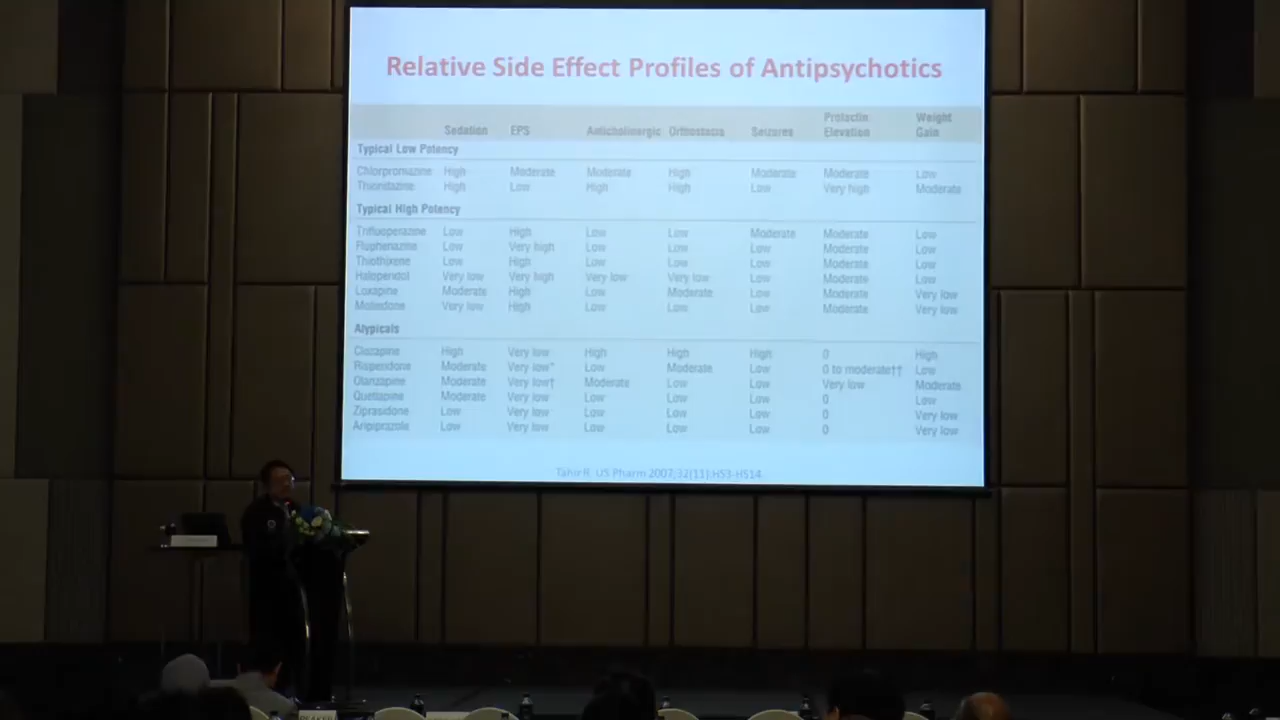 Relative Side Effect Profiles of Antipsychotics
Sedation EPS Anticholinergic Orthostasis Seizures Prolactin Elevation Weight Gain
Typical Low Potency
Chlorpromazine High Moderate Moderate High Moderate Moderate Low
Thioridazine High Low High High Low Very high Moderate
Typical High Potency
Trifluoperazine Low High Low Low Moderate Moderate Low
Fluphenazine Low Very high Low Low Low Moderate Low
Thiothixene Low High Low Low Low Moderate Low
Haloperidol Very low Very high Very low Very low Low Moderate Low
Loxapine Moderate High Low Moderate Low Moderate Very low
Molindone Very low High Low Low Low Moderate Very low
Atypicals
Clozapine High Very low High High High 0 High
Risperidone Moderate Very low* Low Moderate Low 0 to moderate†† Low
Olanzapine Moderate Very low† Moderate Low Low Very low Moderate
Quetiapine Moderate Very low Low Low Low 0 Low
Ziprasidone Low Very low Low Low Low 0 Very low
Aripiprazole Low Very low Low Low Low 0 Very low
Tahir R. US Pharm 2007;32(11):HS3-HS14.